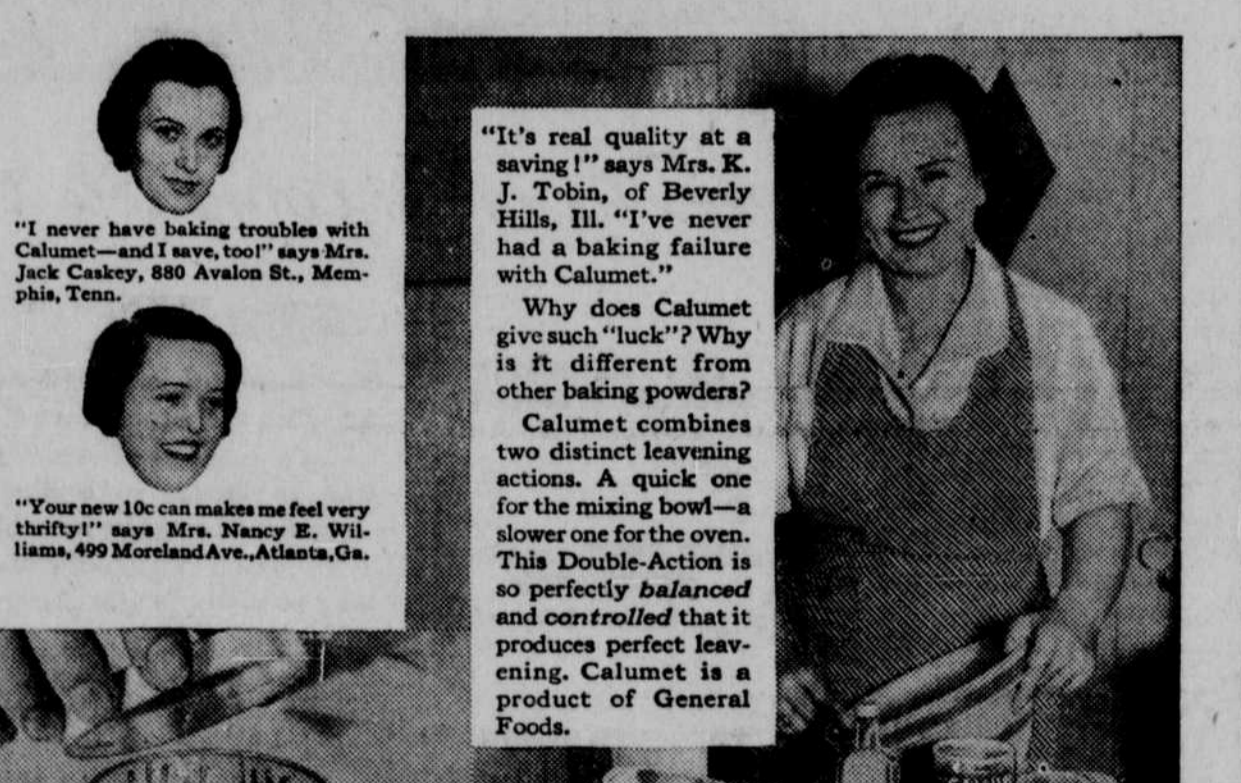 "I never have baking troubles with
Calumet—and I save, too!" says Mrs.
Jack Caskey, 880 Avalon St., Mem-
phis, Tenn.
"Your new 10c can makes me feel very
thrifty!" says Mrs. Nancy E. Wil-
liams, 499 Moreland Ave., Atlanta, Ga.
"It's real quality at a
saving!" says Mrs. K.
J. Tobin, of Beverly
Hills, Ill. "I've never
had a baking failure
with Calumet."
Why does Calumet
give such "luck"? Why
is it different from
other baking powders?
Calumet combines
two distinct leavening
actions. A quick one
for the mixing bowl—a
slower one for the oven.
This Double-Action is
so perfectly balanced
and controlled that it
produces perfect leav-
ening. Calumet is a
product of General
Foods.